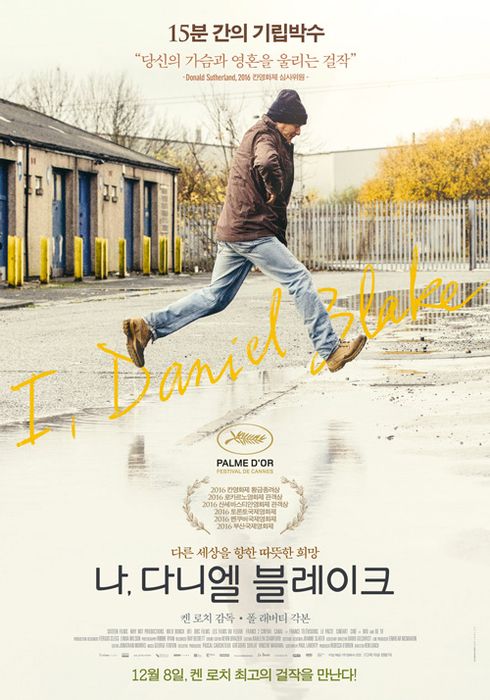 15분 간의 기립박수
“당신의 가슴과 영혼을 울리는 걸작”
- Donald Sutherland, 2016 칸영화제 심사위원 -
I, Daniel Blake
PALME D'OR
FESTIVAL DE CANNES
2016 칸영화제 황금종려상
2016 로카르노영화제 관객상
2016 산세바스티안영화제 관객상
2016 토론토국제영화제
2016 밴쿠버국제영화제
2016 부산국제영화제
다른 세상을 향한 따뜻한 희망
나, 다니엘 블레이크
켄 로치 감독 • 폴 래버티 각본
12월 8일, 켄 로치 최고의 걸작을 만난다!